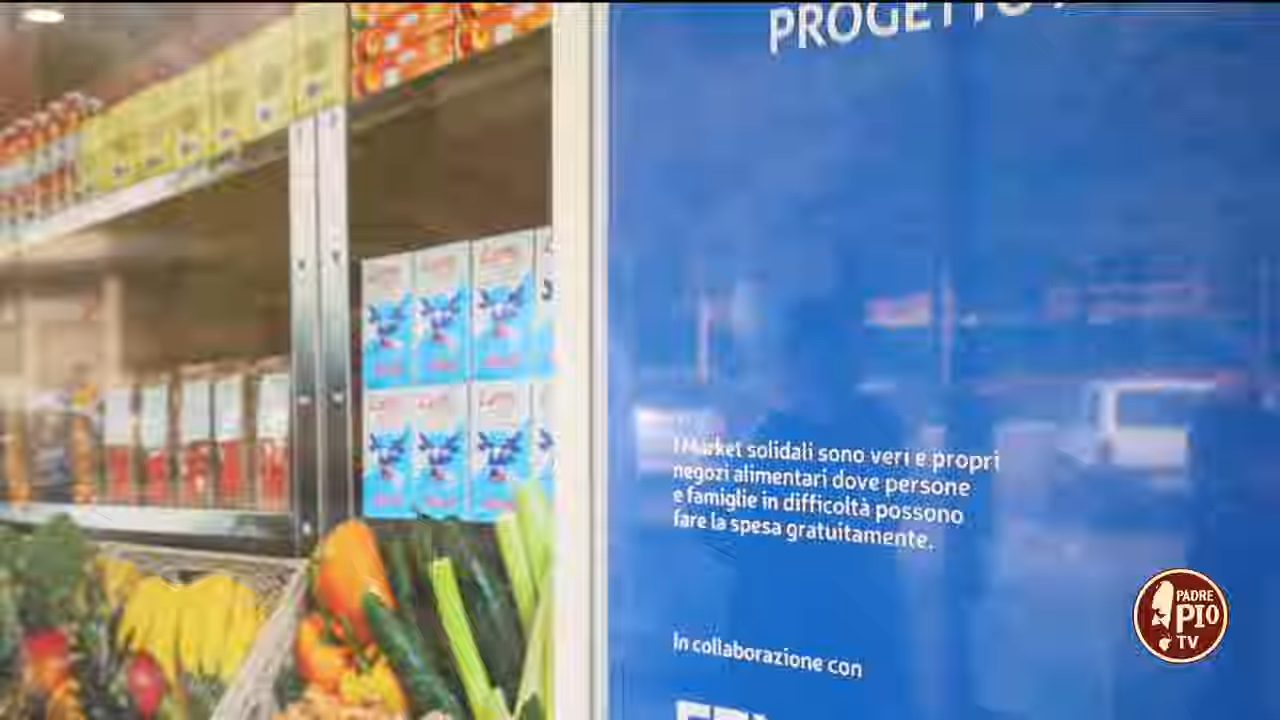 PROGETTO
I Market solidali sono veri e propri
negozi alimentari dove persone
e famiglie in difficoltà possono
fare la spesa gratuitamente.
In collaborazione con
PADRE
PIO
TV